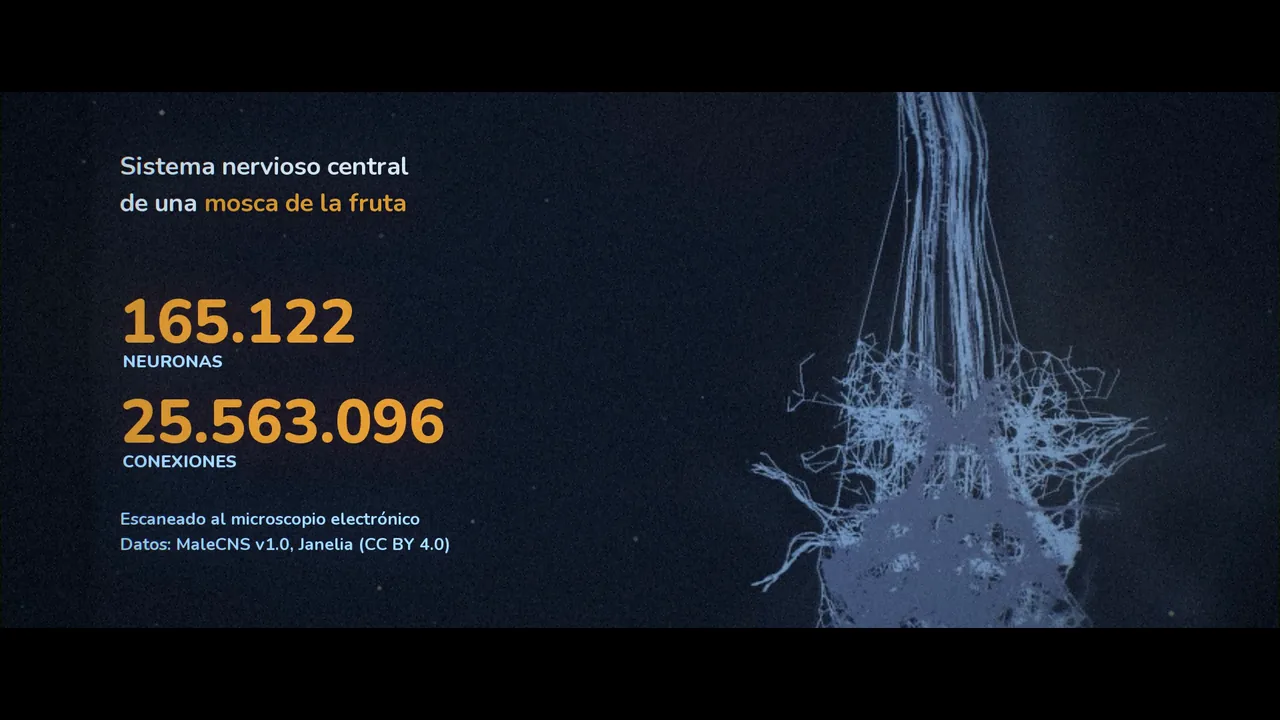 Sistema nervioso central
de una mosca de la fruta
165.122
NEURONAS
25.563.096
CONEXIONES
Escaneado al microscopio electrónico
Datos: MaleCNS v1.0, Janelia (CC BY 4.0)